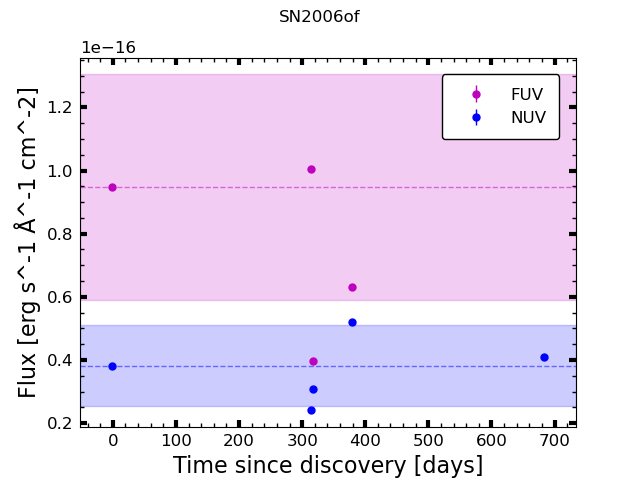 SN2006of
1e−16
FUV
NUV
1.2
1.0
0.8
0.6
0.4
0.2
0 100 200 300 400 500 600 700
Flux [erg s^-1 Å^-1 cm^-2]
Time since discovery [days]